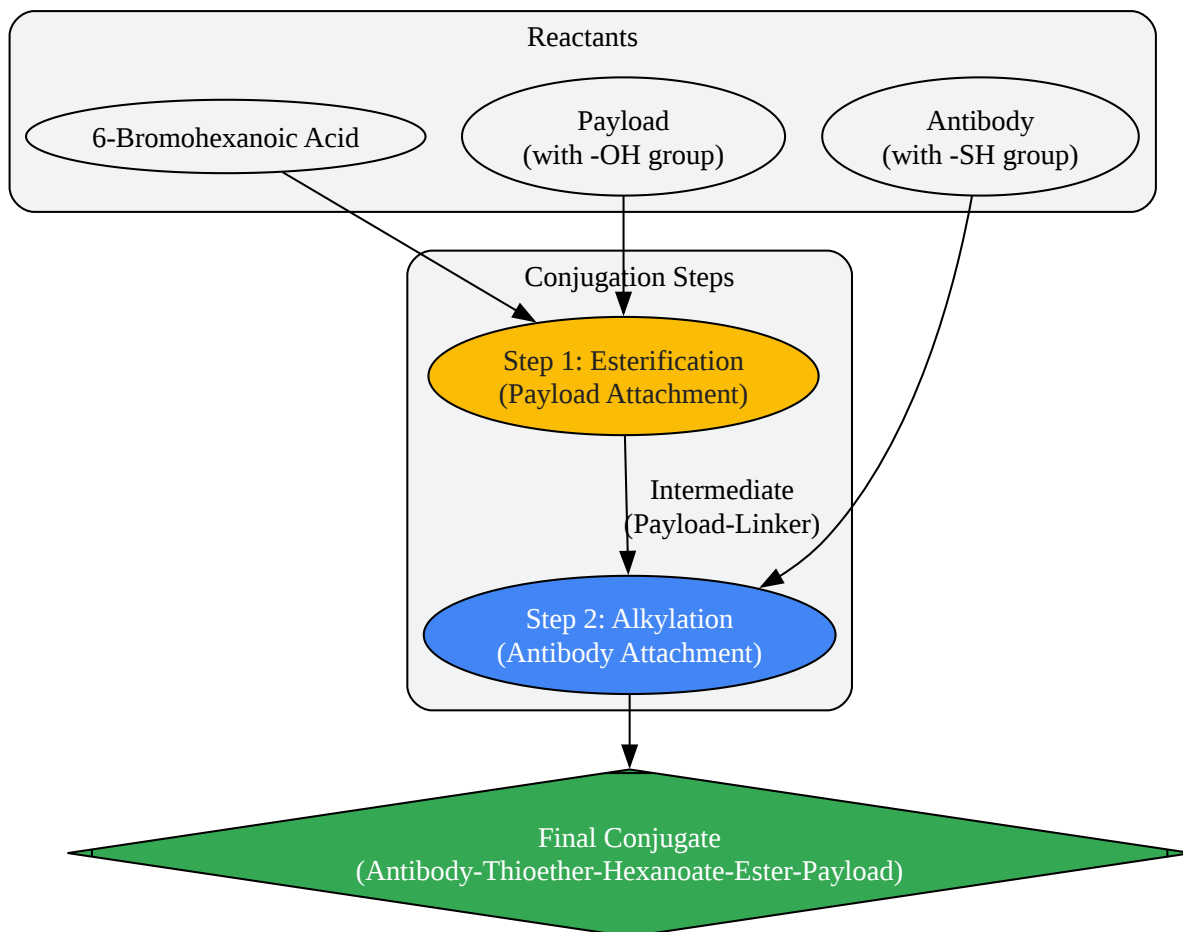 Reactants
6-Bromohexanoic Acid
Payload
(with -OH group)
Antibody
(with -SH group)
Conjugation Steps
Step 1: Esterification
(Payload Attachment)
Intermediate
(Payload-Linker)
Step 2: Alkylation
(Antibody Attachment)
Final Conjugate
(Antibody-Thioether-Hexanoate-Ester-Payload)